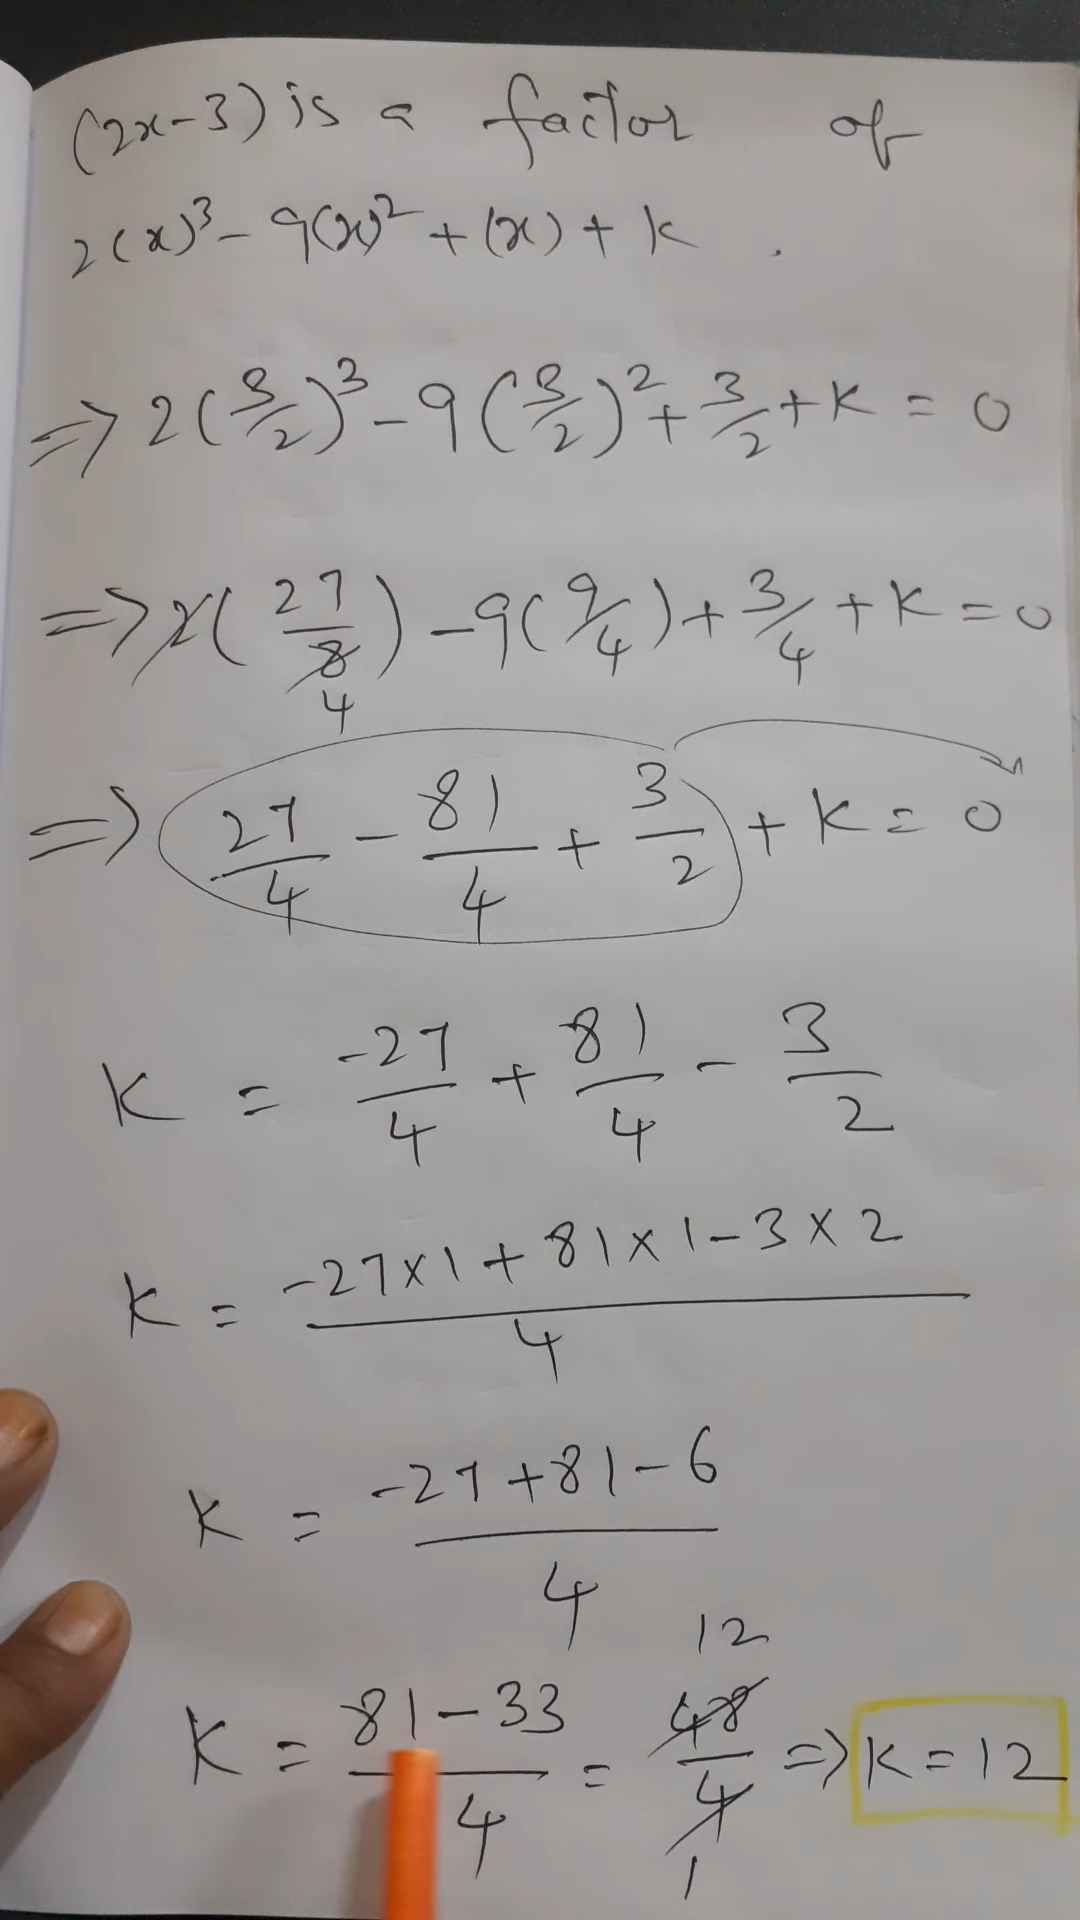 (2x-3) is a factor of
2(x)³ - 9(x)² + (x) + k .
⇒ 2(3/2)³ - 9(3/2)² + 3/2 + k = 0
⇒ 2(27/8) - 9(9/4) + 3/4 + k = 0
4
⇒ 27/4 - 81/4 + 3/2 + k = 0
k = -27/4 + 81/4 - 3/2
k = -27×1 + 81×1 - 3×2 / 4
k = -27 + 81 - 6 / 4
12
k = 81 - 33 / 4 = 48/4 ⇒ k = 12
1